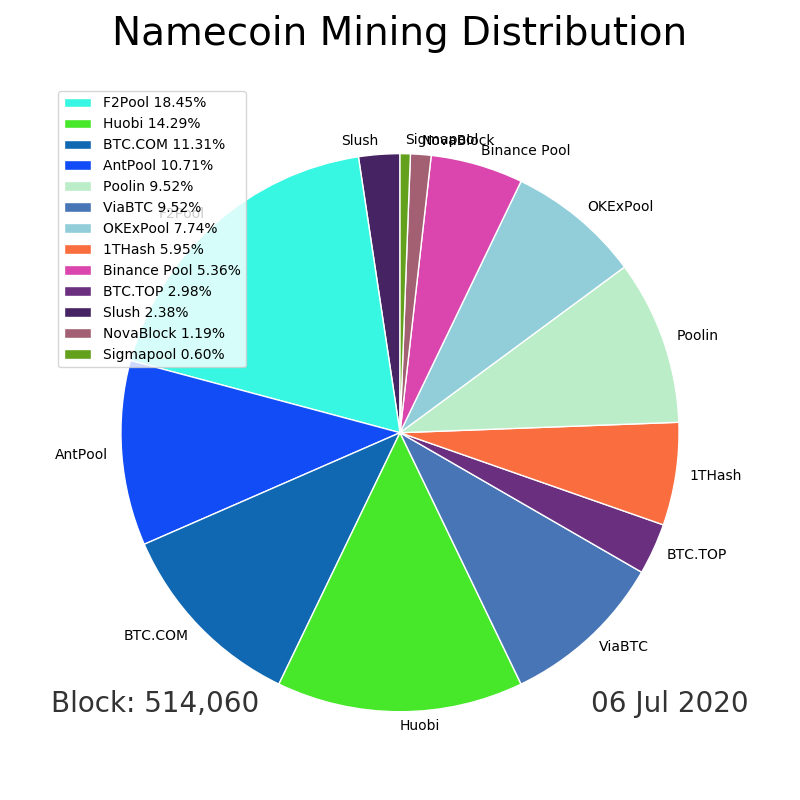 Namecoin Mining Distribution
F2Pool 18.45%
Huobi 14.29%
BTC.COM 11.31%
AntPool 10.71%
Poolin 9.52%
ViaBTC 9.52%
OKExPool 7.74%
1THash 5.95%
Binance Pool 5.36%
BTC.TOP 2.98%
Slush 2.38%
NovaBlock 1.19%
Sigmapool 0.60%
Slush
Sigmapool
NovaBlock
Binance Pool
OKExPool
F2Pool
Poolin
AntPool
1THash
BTC.TOP
BTC.COM
ViaBTC
Huobi
Block: 514,060
06 Jul 2020